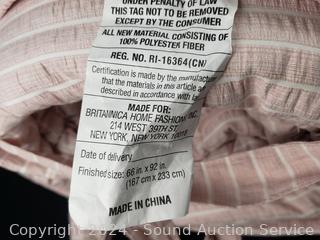 UNDER PENALTY OF LAW
THIS TAG NOT TO BE REMOVED
EXCEPT BY THE CONSUMER
ALL NEW MATERIAL CONSISTING OF
100% POLYESTER FIBER
REG. NO. RI-16364(CN)
Certification is made by the manufacturer
that the materials in this article are
described in accordance with
MADE FOR:
BRITANNICA HOME FASHIONS, INC.
214 WEST 39TH ST.
NEW YORK, NEW YORK 10018
Date of delivery
Finished size: 66 in. x 92 in.
(167 cm x 233 cm)
MADE IN CHINA
Copyright 2024 - Sound Auction Service